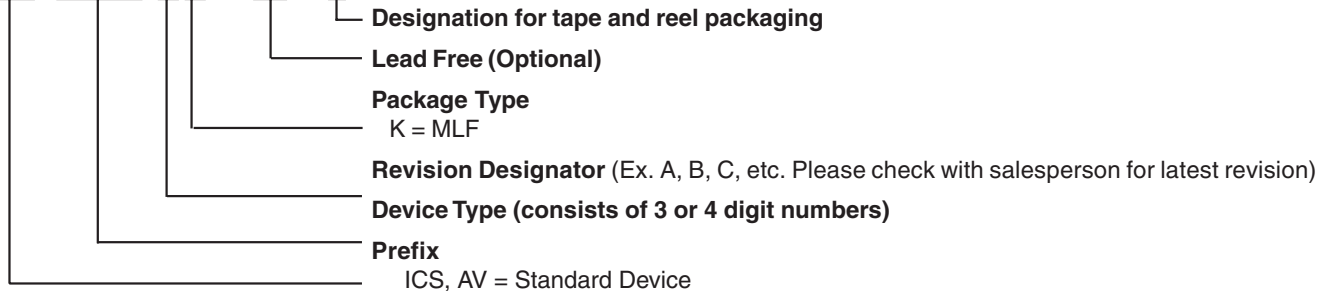 Designation for tape and reel packaging
Lead Free (Optional)
Package Type
K = MLF
Revision Designator (Ex. A, B, C, etc. Please check with salesperson for latest revision)
Device Type (consists of 3 or 4 digit numbers)
Prefix
ICS, AV = Standard Device